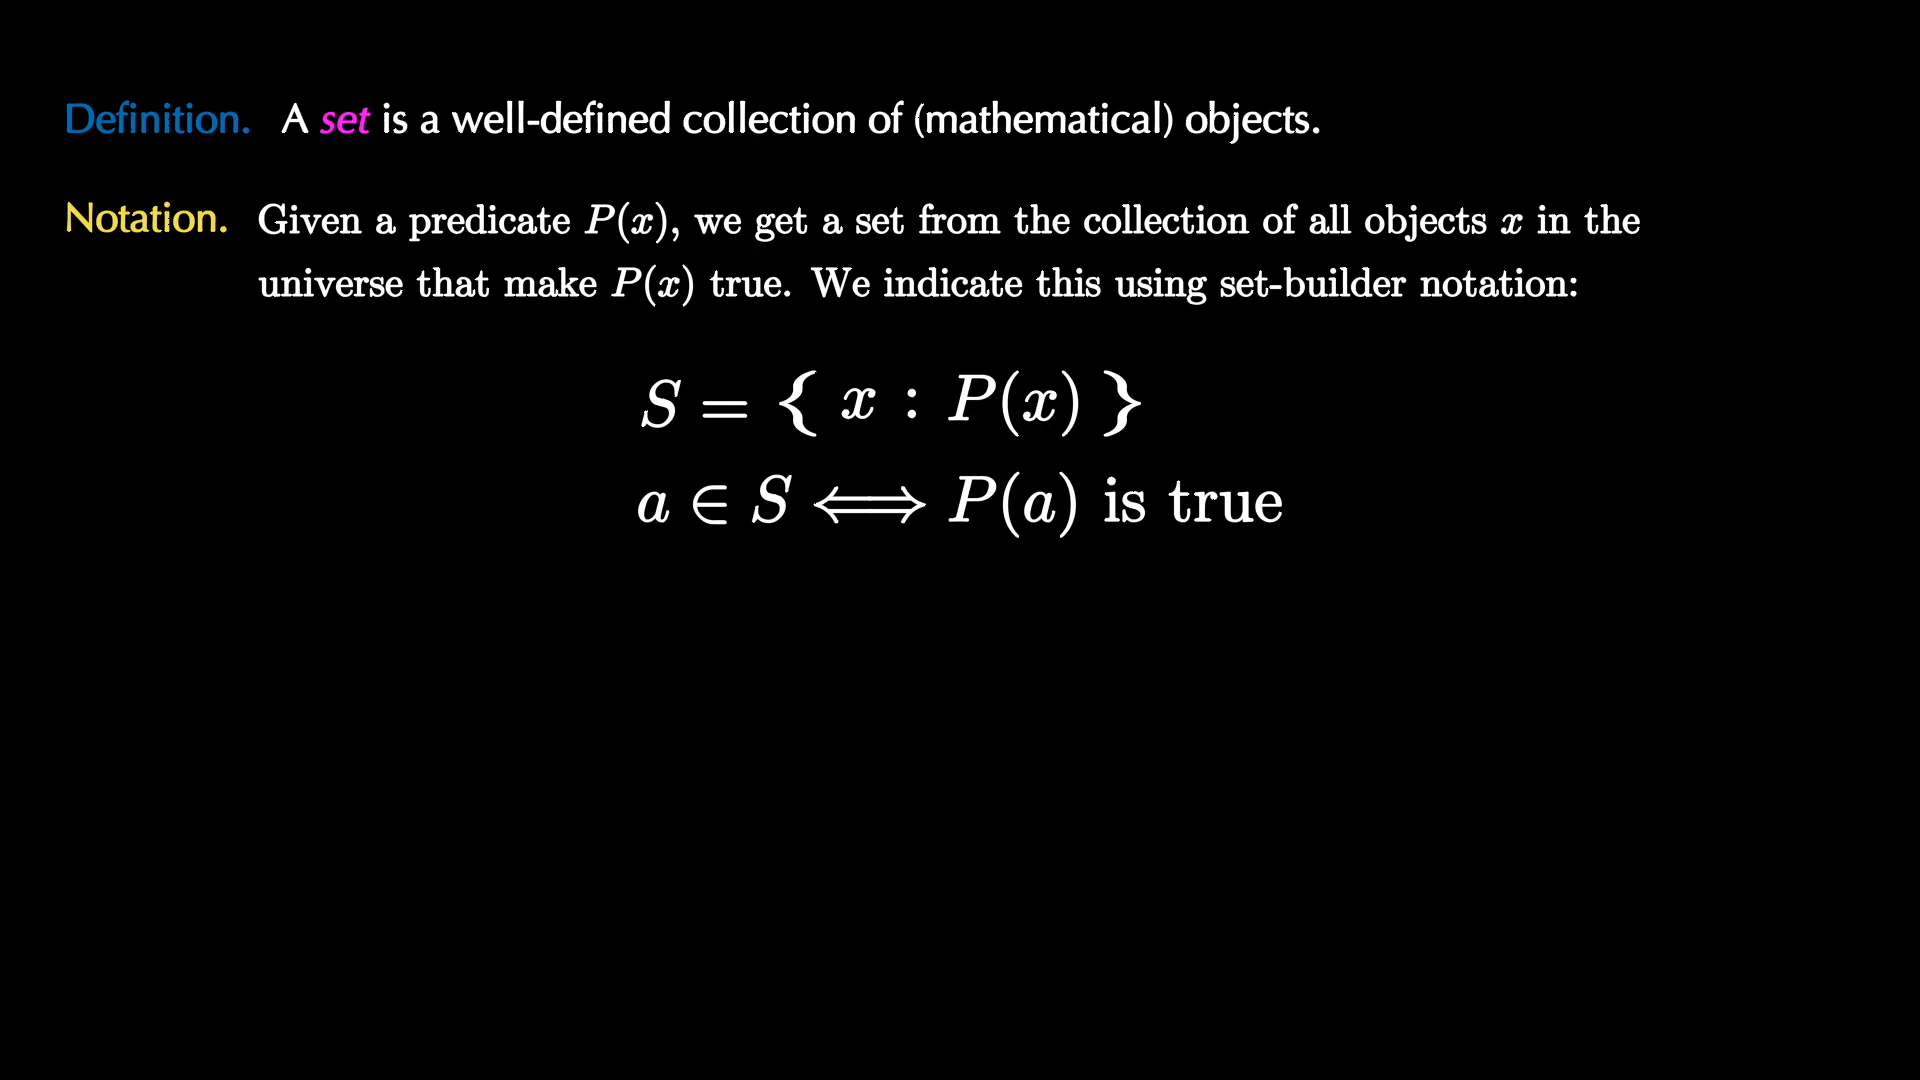 Definition. A set is a well-defined collection of (mathematical) objects.
Notation. Given a predicate P(x), we get a set from the collection of all objects x in the
universe that make P(x) true. We indicate this using set-builder notation:
S = { x : P(x) }
a ∈ S ⟺ P(a) is true